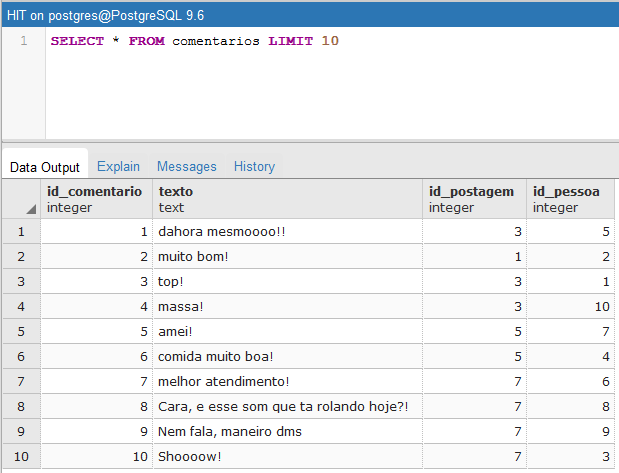 HIT on postgres@PostgreSQL 9.6
1 SELECT * FROM comentarios LIMIT 10
Data Output Explain Messages History
id_comentario texto id_postagem id_pessoa
integer text integer integer
1 1 dahora mesmoooo!! 3 5
2 2 muito bom! 1 2
3 3 top! 3 1
4 4 massa! 3 10
5 5 amei! 5 7
6 6 comida muito boa! 5 4
7 7 melhor atendimento! 7 6
8 8 Cara, e esse som que ta rolando hoje?! 7 8
9 9 Nem fala, maneiro dms 7 9
10 10 Shoooow! 7 3